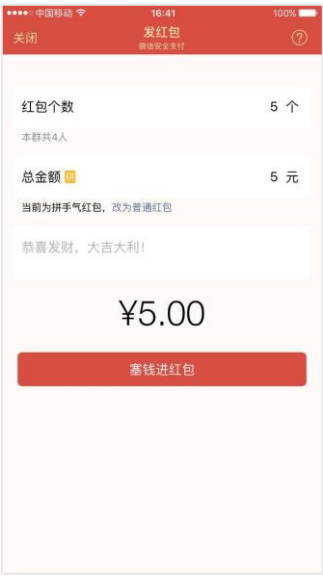 中国移动 16:41 100%
关闭 发红包 ?
微信安全支付
红包个数 5 个
本群共4人
总金额 拼 5 元
当前为拼手气红包，改为普通红包
恭喜发财，大吉大利！
¥5.00
塞钱进红包